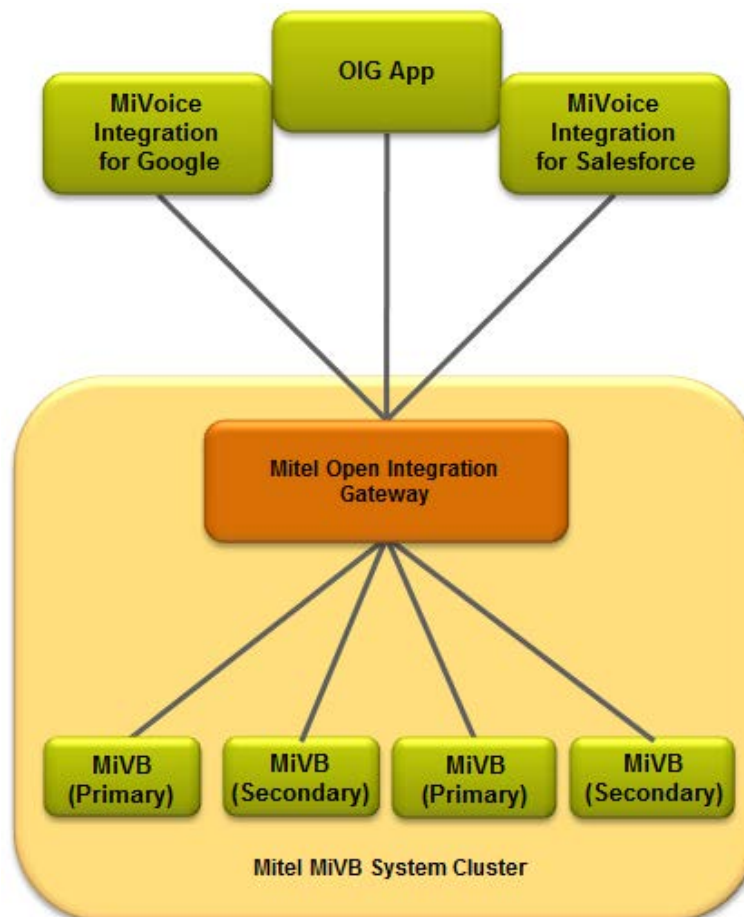 OIG App
MiVoice
Integration
for Google
MiVoice
Integration
for Salesforce
Mitel Open Integration
Gateway
MiVB
(Primary)
MiVB
(Secondary)
MiVB
(Primary)
MiVB
(Secondary)
Mitel MiVB System Cluster